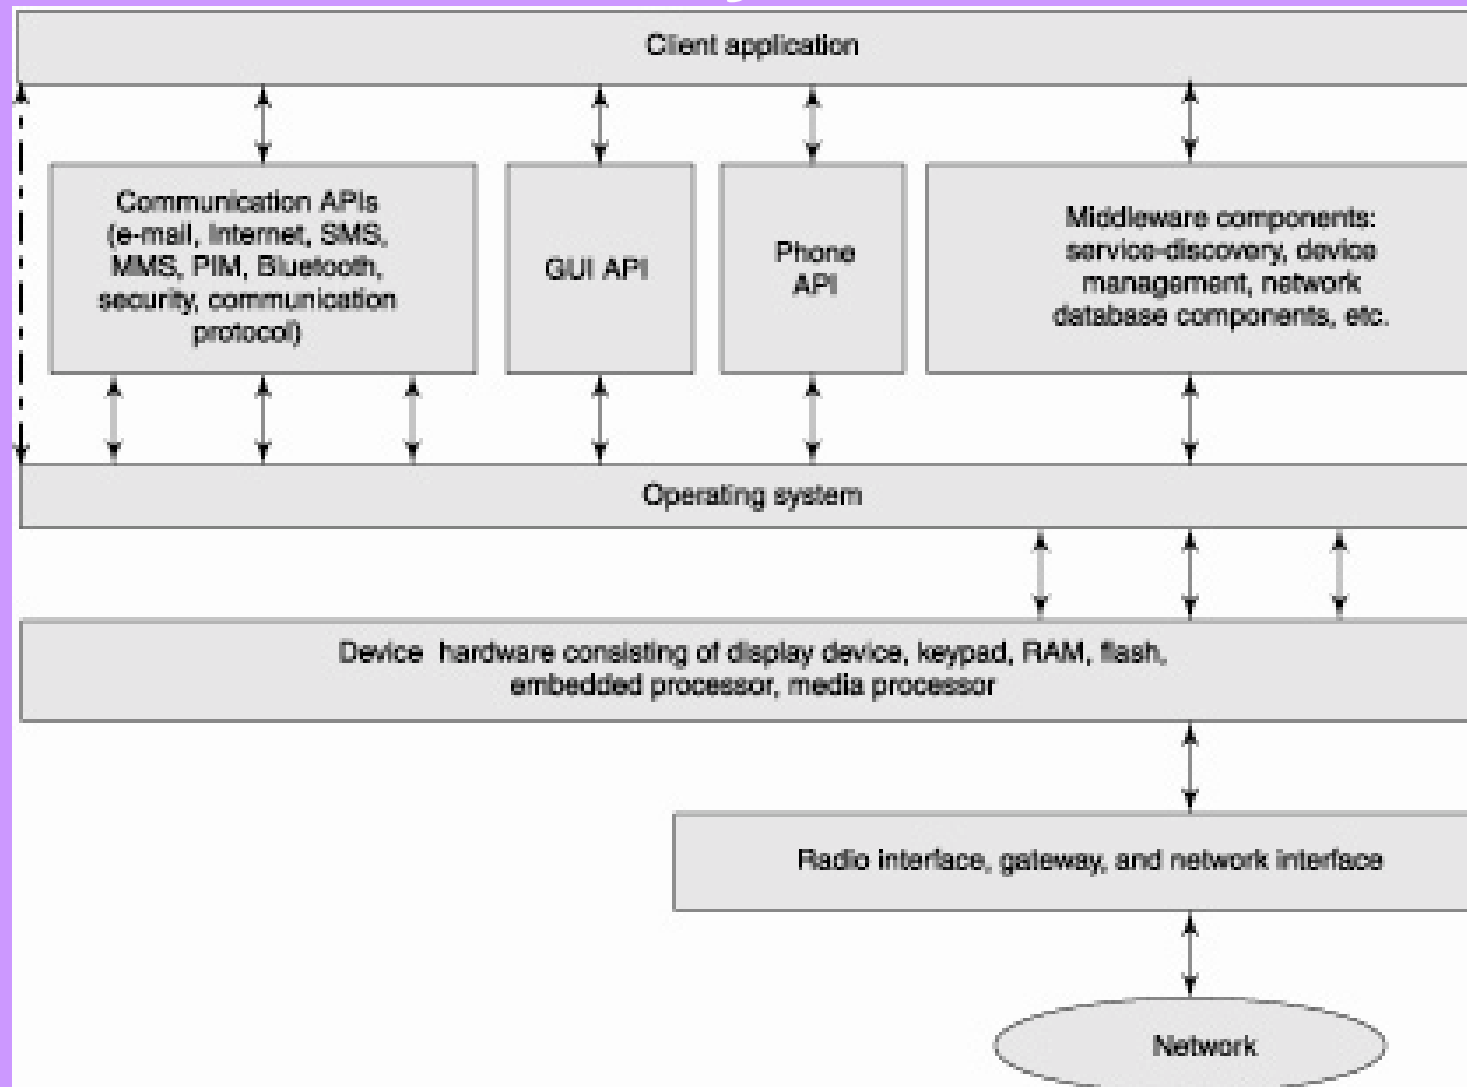 Client application
Communication APIs
(e-mail, Internet, SMS,
MMS, PIM, Bluetooth,
security, communication
protocol)
GUI API
Phone
API
Middleware components:
service-discovery, device
management, network
database components, etc.
Operating system
Device hardware consisting of display device, keypad, RAM, flash,
embedded processor, media processor
Radio interface, gateway, and network interface
Network